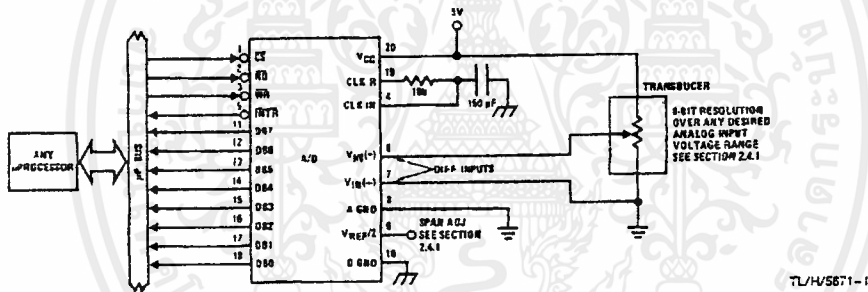 5V
1 CS
2 RD
3 WR
5 INTR
11 DB7
12 DB6
13 DB5
14 DB4
15 DB3
16 DB2
17 DB1
18 DB0
ANY
μPROCESSOR
μP BUS
A/D
VCC 20
CLK R 19
10k
150 pF
CLK IN 4
VIN(+) 6
DIFF INPUTS
VIN(–) 7
A GND 8
VREF/2 9
SPAN ADJ
SEE SECTION
2.4.1
D GND 10
TRANSDUCER
8-BIT RESOLUTION
OVER ANY DESIRED
ANALOG INPUT
VOLTAGE RANGE
SEE SECTION 2.4.1